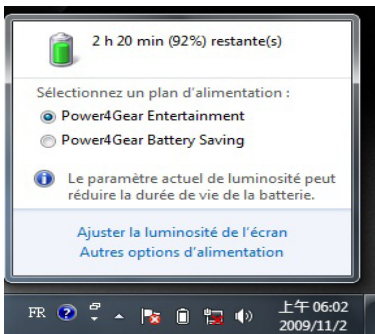 2 h 20 min (92%) restante(s)
Sélectionnez un plan d'alimentation :
Power4Gear Entertainment
Power4Gear Battery Saving
Le paramètre actuel de luminosité peut
réduire la durée de vie de la batterie.
Ajuster la luminosité de l'écran
Autres options d'alimentation
FR
上午 06:02
2009/11/2